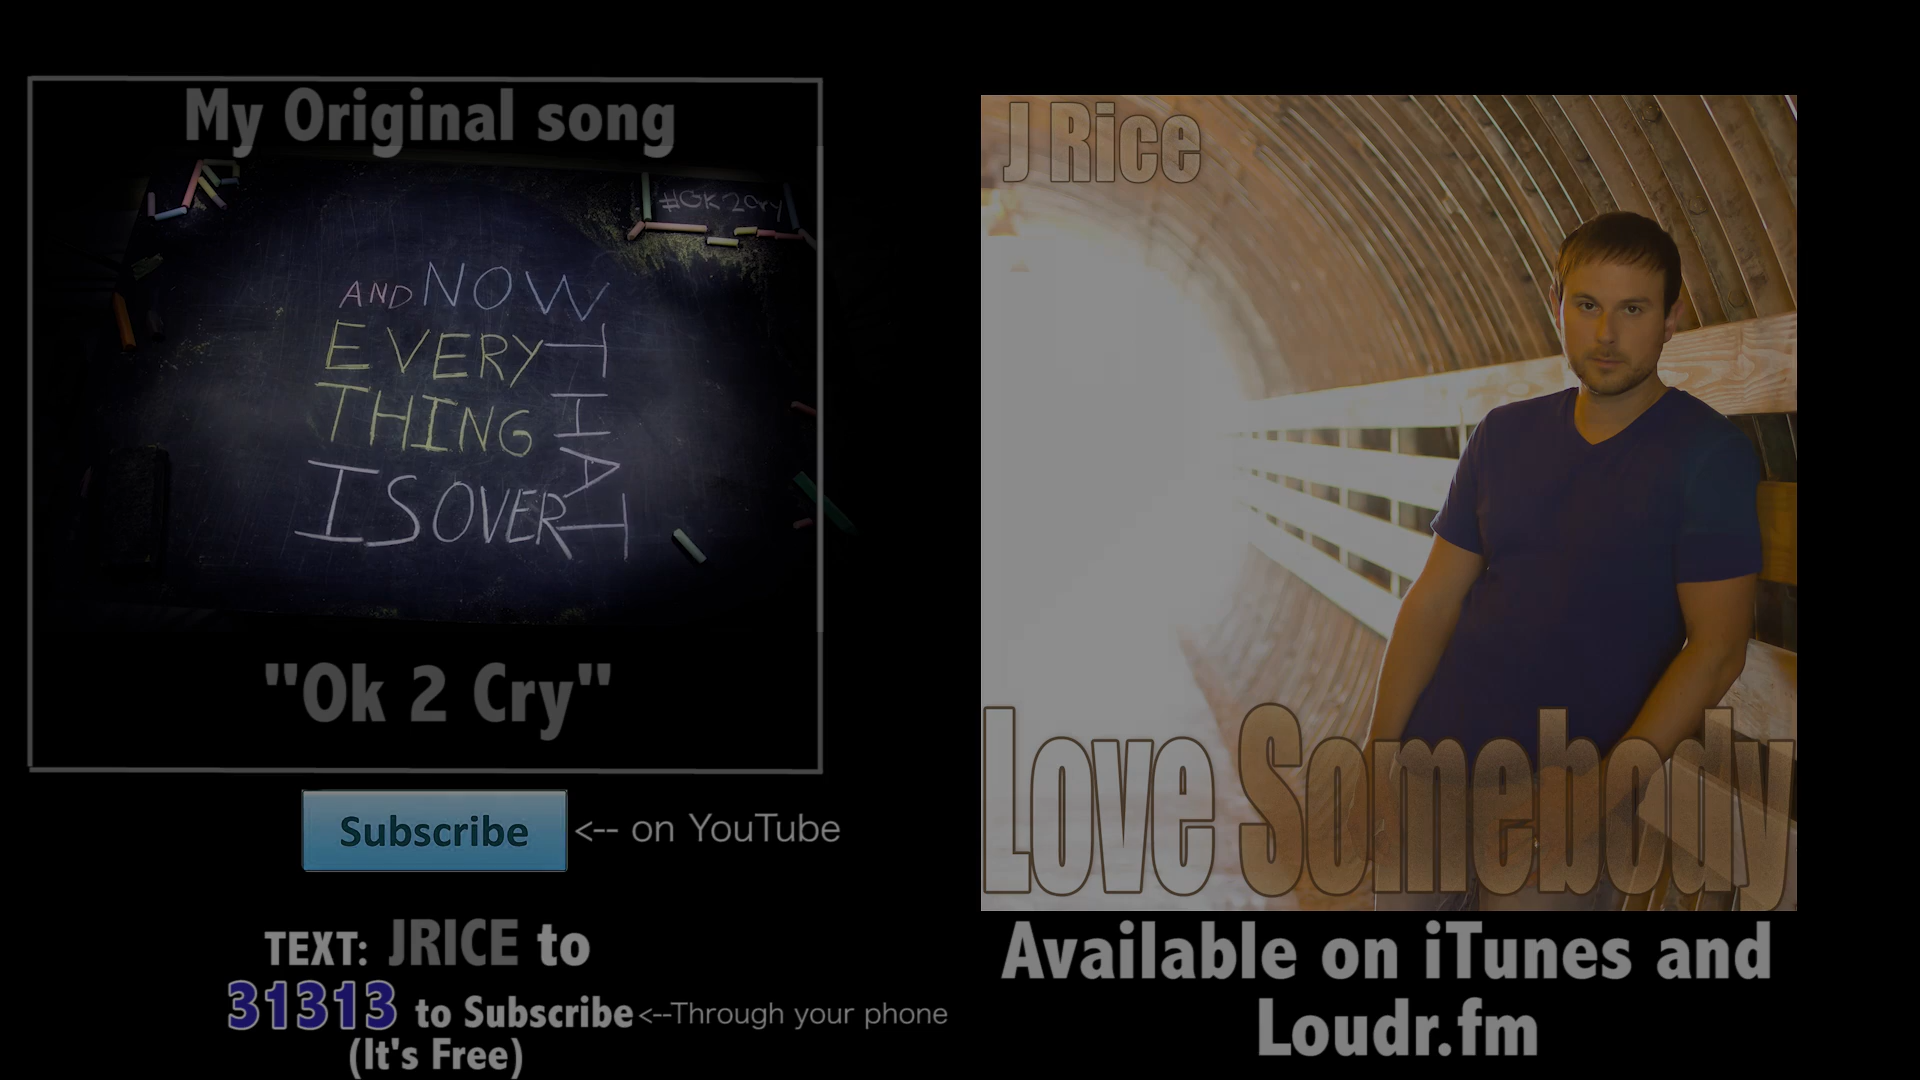 My Original song
#Ok2Cry
AND NOW
EVERY
THING
IS OVER
THAT
"Ok 2 Cry"
Subscribe <-- on YouTube
TEXT: JRICE to
31313 to Subscribe <--Through your phone
(It's Free)
J Rice
Love Somebody
Available on iTunes and
Loudr.fm